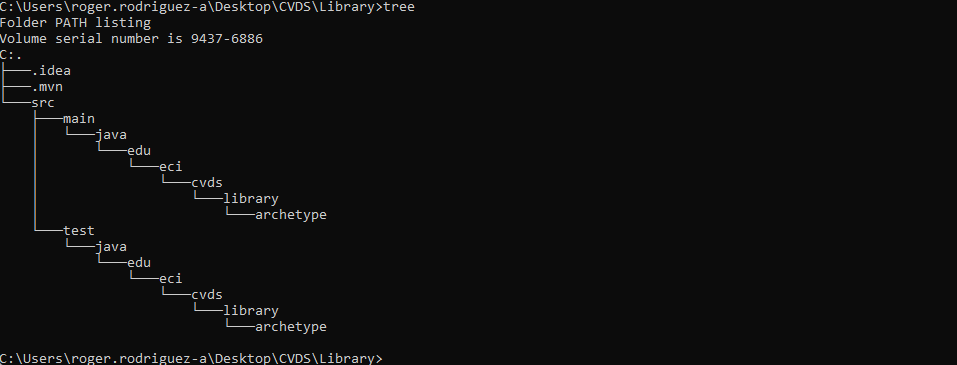 C:\Users\roger.rodriguez-a\Desktop\CVDS\Library>tree
Folder PATH listing
Volume serial number is 9437-6886
C:.
├───.idea
├───.mvn
└───src
    ├───main
    │   └───java
    │       └───edu
    │           └───eci
    │               └───cvds
    │                   └───library
    │                       └───archetype
    └───test
        └───java
            └───edu
                └───eci
                    └───cvds
                        └───library
                            └───archetype
C:\Users\roger.rodriguez-a\Desktop\CVDS\Library>